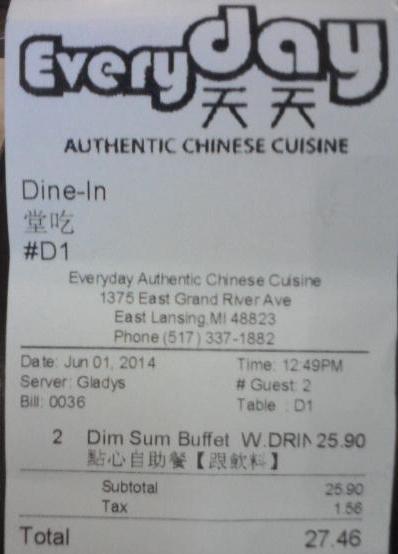 Everyday
天天
AUTHENTIC CHINESE CUISINE
Dine-In
堂吃
#D1
Everyday Authentic Chinese Cuisine
1375 East Grand River Ave
East Lansing,MI 48823
Phone (517) 337-1882
Date: Jun 01, 2014 Time: 12:49PM
Server: Gladys # Guest: 2
Bill: 0036 Table : D1
2 Dim Sum Buffet W.DRIN 25.90
點心自助餐【跟飲料】
Subtotal 25.90
Tax 1.56
Total 27.46